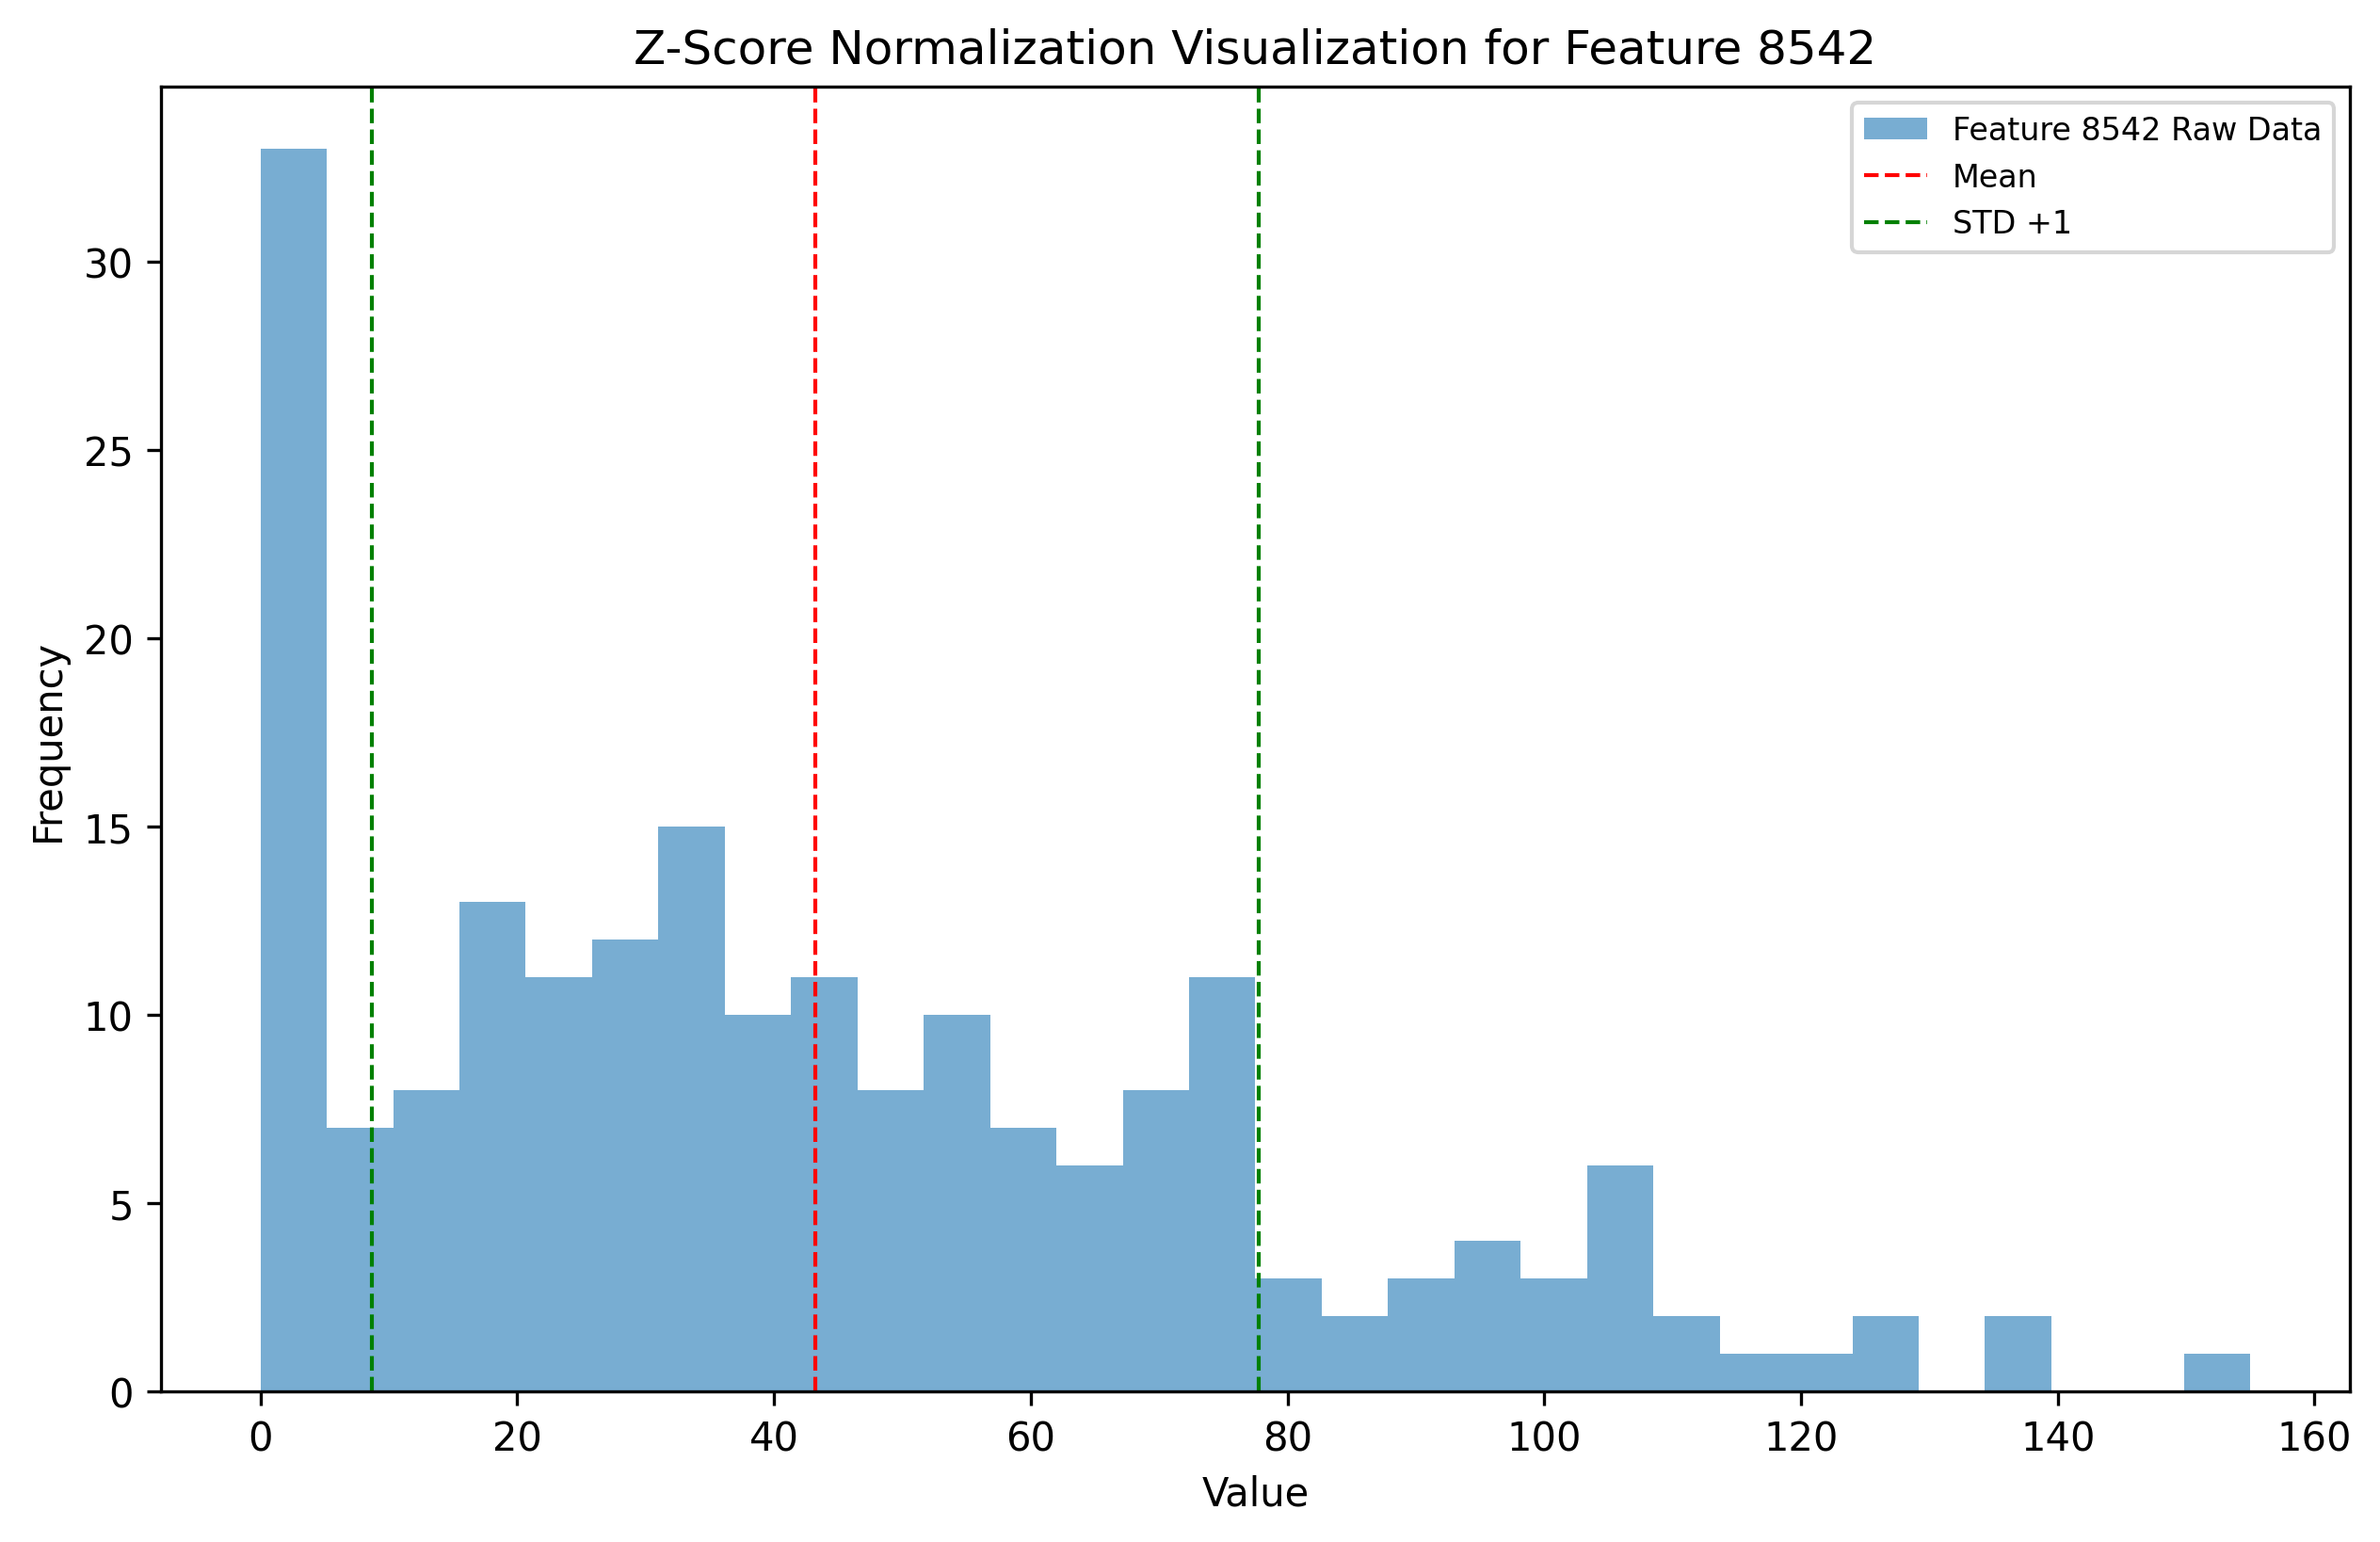 Z-Score Normalization Visualization for Feature 8542
Feature 8542 Raw Data
Mean
STD +1
30
25
20
15
10
5
0
Frequency
0 20 40 60 80 100 120 140 160
Value